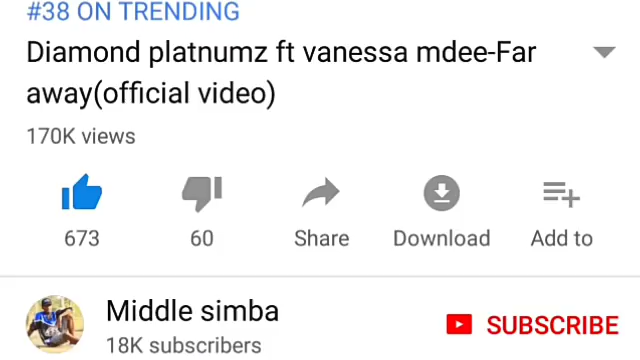 #38 ON TRENDING
Diamond platnumz ft vanessa mdee-Far
away(official video)
170K views
673 60 Share Download Add to
Middle simba
SUBSCRIBE
18K subscribers